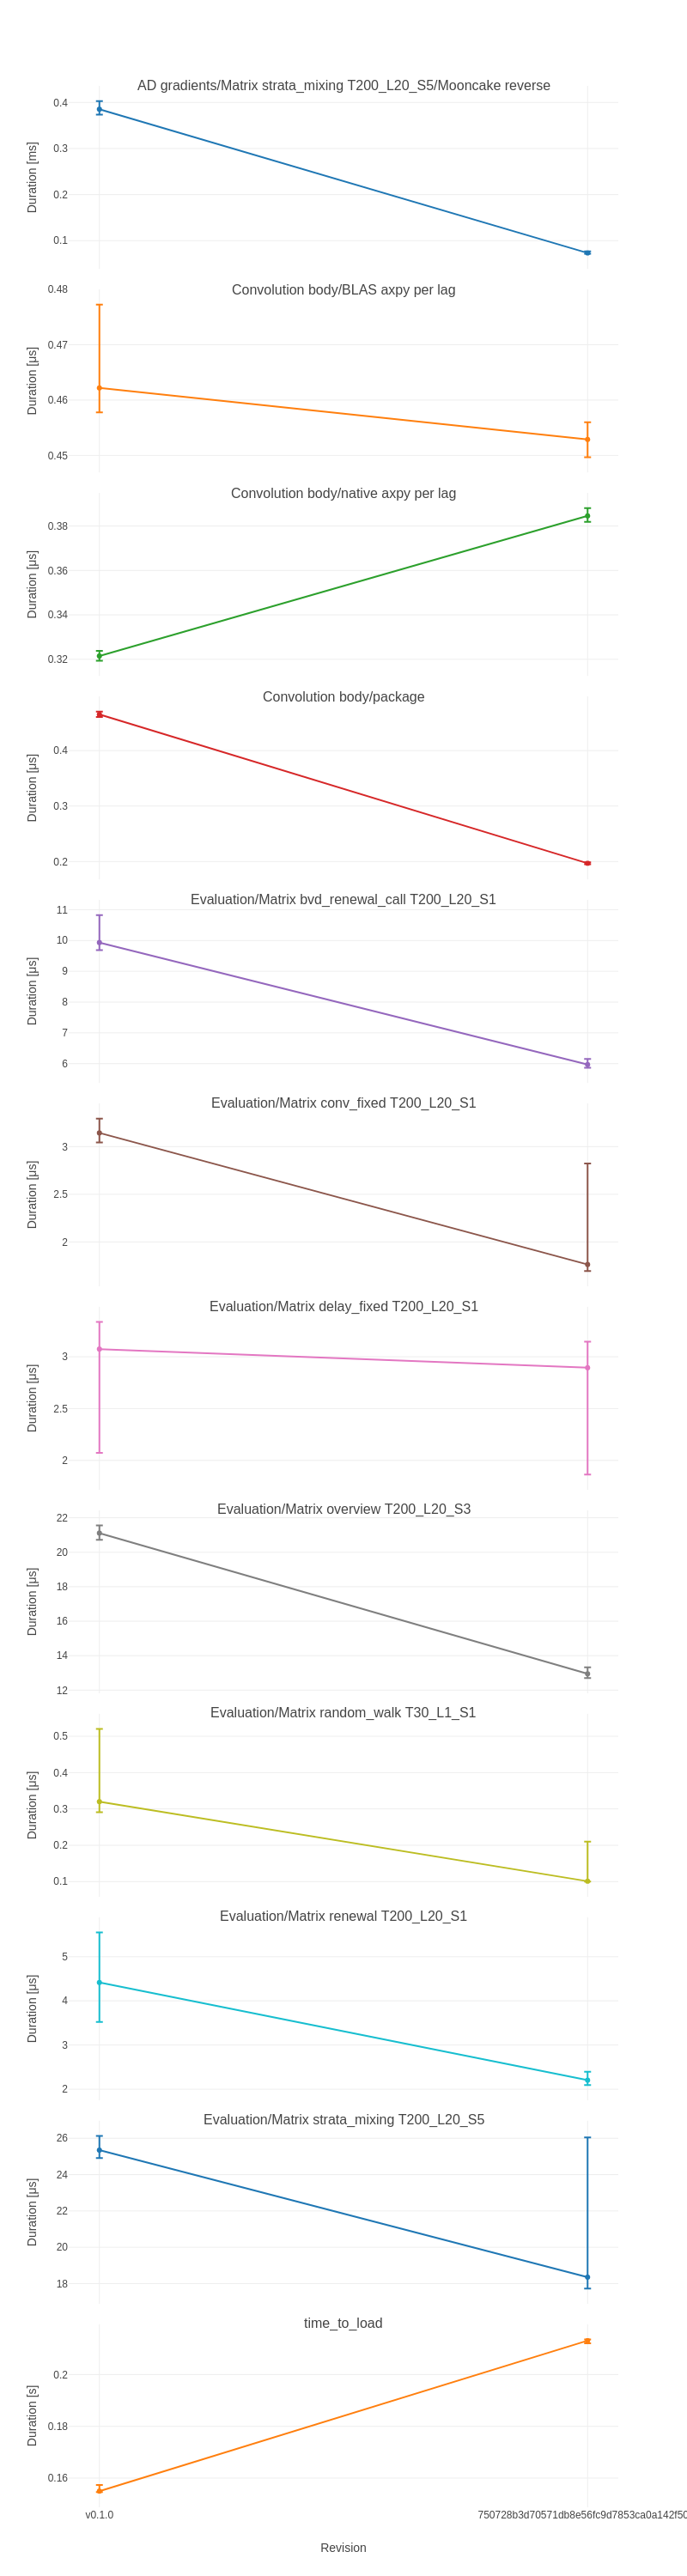 AD gradients/Matrix strata_mixing T200_L20_S5/Mooncake reverse
Duration [ms]
0.4
0.3
0.2
0.1
Convolution body/BLAS axpy per lag
Duration [μs]
0.48
0.47
0.46
0.45
Convolution body/native axpy per lag
Duration [μs]
0.38
0.36
0.34
0.32
Convolution body/package
Duration [μs]
0.4
0.3
0.2
Evaluation/Matrix bvd_renewal_call T200_L20_S1
Duration [μs]
11
10
9
8
7
6
Evaluation/Matrix conv_fixed T200_L20_S1
Duration [μs]
3
2.5
2
Evaluation/Matrix delay_fixed T200_L20_S1
Duration [μs]
3
2.5
2
Evaluation/Matrix overview T200_L20_S3
Duration [μs]
22
20
18
16
14
12
Evaluation/Matrix random_walk T30_L1_S1
Duration [μs]
0.5
0.4
0.3
0.2
0.1
Evaluation/Matrix renewal T200_L20_S1
Duration [μs]
5
4
3
2
Evaluation/Matrix strata_mixing T200_L20_S5
Duration [μs]
26
24
22
20
18
time_to_load
Duration [s]
0.2
0.18
0.16
v0.1.0
750728b3d70571db8e56fc9d7853ca0a142f50
Revision